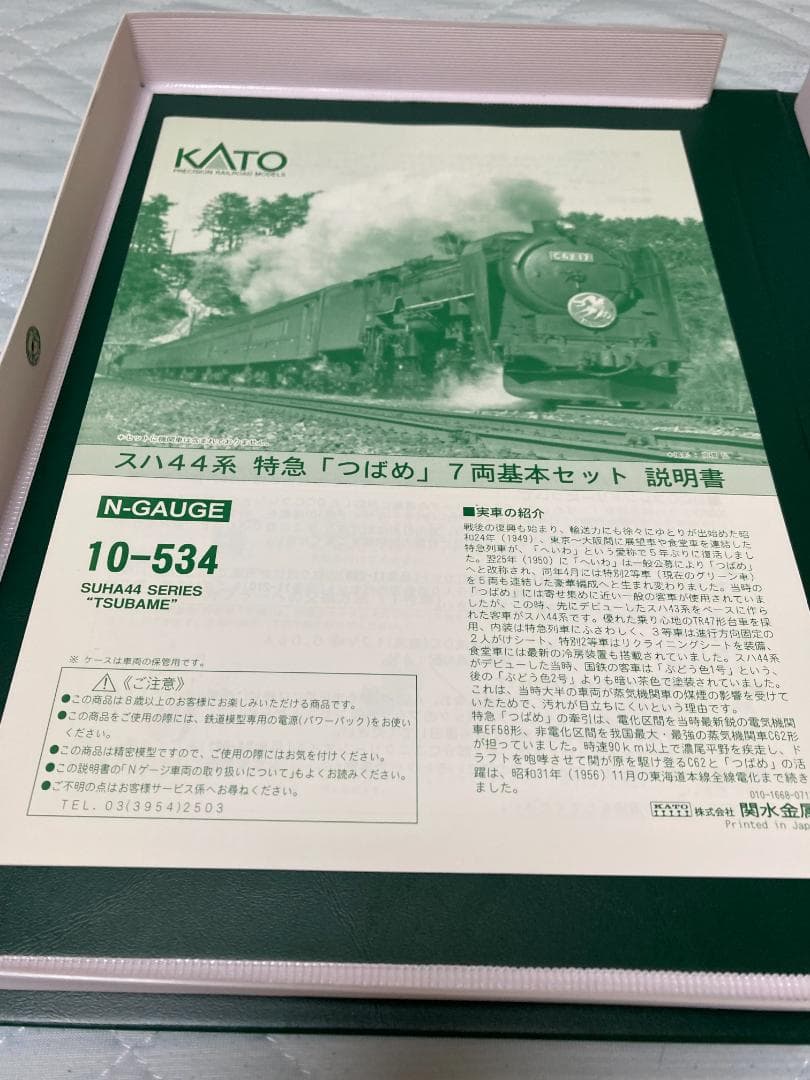 KATO
PRECISION RAILROAD MODELS
*セットに機関車は含まれておりません。
スハ44系 特急「つばめ」 7両基本セット 説明書
N-GAUGE
10-534
SUHA44 SERIES
"TSUBAME"
※ ケースは車両の保管用です。
⚠《ご注意》
●この商品は8歳以上のお客様にお楽しみいただける商品です。
●この商品をご使用の際には、鉄道模型専用の電源(パワーパック)をお使い
ください。
●この商品は精密模型ですので、ご使用の際にはお気を付けください。
●この説明書の「Nゲージ車両の取り扱いについて」もよくお読みください。
●ご不明の点はお客様サービス係へお尋ねください。
TEL. 03(3954)2503
■実車の紹介
戦後の復興も始まり、輸送力にも徐々にゆとりが出始めた昭
和24年（1949）、東京〜大阪間に展望車や食堂車を連結した
特急列車が、「へいわ」という愛称で5年ぶりに復活しまし
た。翌25年（1950）に「へいわ」は一般公募により「つばめ」
へと改称され、同年4月には特別2等車（現在のグリーン車）
を5両も連結した豪華編成へと生まれ変わりました。当時の
「つばめ」には寄せ集めに近い一般の客車が使用されていま
したが、この時、先にデビューしたスハ43系をベースに作ら
れた客車がスハ44系です。優れた乗り心地のTR47形台車を採
用、内装は特急列車にふさわしく、3等車は進行方向固定の
2人がけシート、特別2等車はリクライニングシートを装備、
食堂車には最新の冷房装置も搭載されていました。スハ44系
がデビューした当時、国鉄の客車は「ぶどう色1号」という、
後の「ぶどう色2号」よりも暗い茶色で塗装されていました。
これは、当時大半の車両が蒸気機関車の煤煙の影響を受けて
いたためで、汚れが目立ちにくいという理由です。
特急「つばめ」の牽引は、電化区間を当時最新鋭の電気機関
車EF58形、非電化区間を我国最大・最強の蒸気機関車C62形
が担っていました。時速90km以上で濃尾平野を疾走し、ド
ラフトを咆哮させて関が原を駆け登るC62と「つばめ」の活
躍は、昭和31年（1956）11月の東海道本線全線電化まで続き
ました。
010-1668-071
KATO 株式会社 関水金属
Printed in Jap